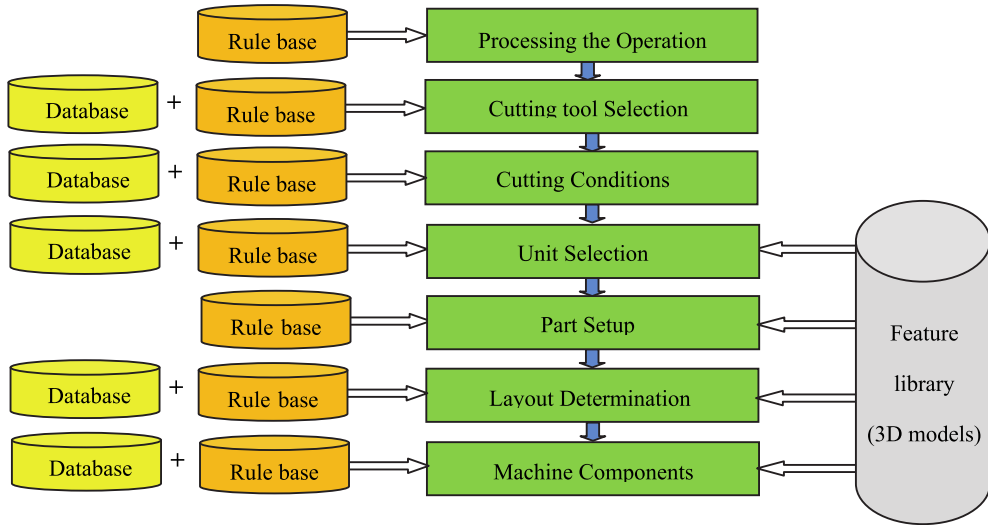 Rule base
Processing the Operation
Database + Rule base
Cutting tool Selection
Database + Rule base
Cutting Conditions
Database + Rule base
Unit Selection
Rule base
Part Setup
Database + Rule base
Layout Determination
Database + Rule base
Machine Components
Feature
library
(3D models)